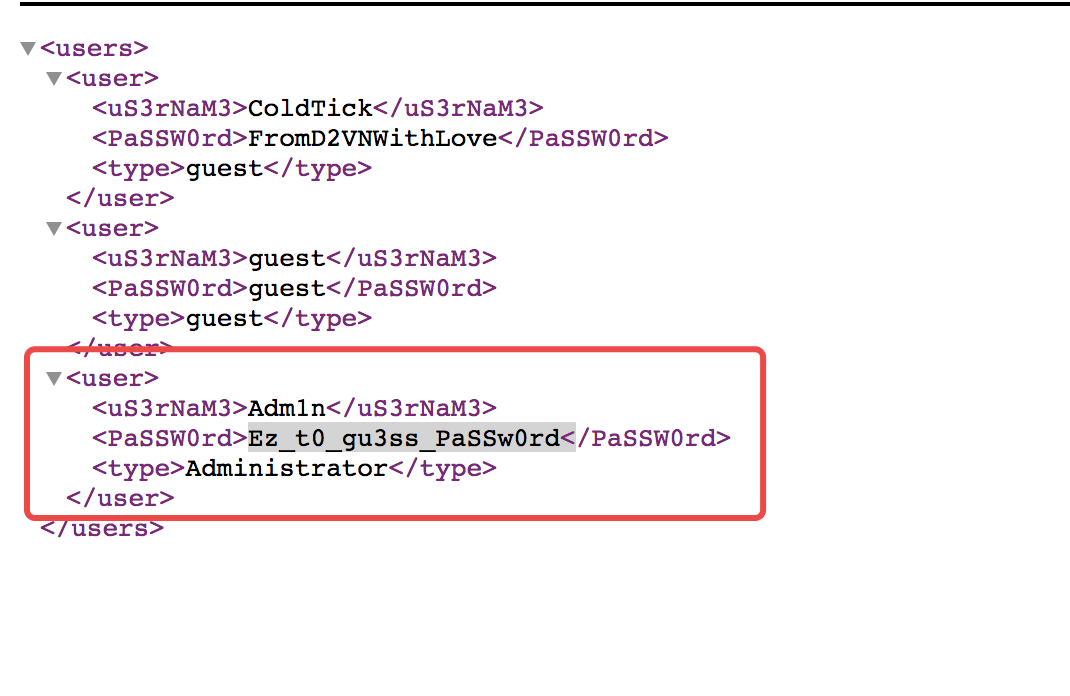 <users>
<user>
<uS3rNaM3>ColdTick</uS3rNaM3>
<PaSSW0rd>FromD2VNWithLove</PaSSW0rd>
<type>guest</type>
</user>
<user>
<uS3rNaM3>guest</uS3rNaM3>
<PaSSW0rd>guest</PaSSW0rd>
<type>guest</type>
</user>
<user>
<uS3rNaM3>Adm1n</uS3rNaM3>
<PaSSW0rd>Ez_t0_gu3ss_PaSSw0rd</PaSSW0rd>
<type>Administrator</type>
</user>
</users>